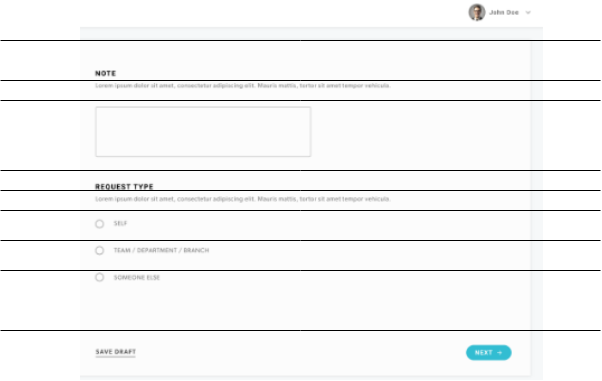 John Doe
NOTE
Lorem ipsum dolor sit amet, consectetur adipiscing elit. Mauris mattis, tortor sit amet tempor vehicula.
REQUEST TYPE
Lorem ipsum dolor sit amet, consectetur adipiscing elit. Mauris mattis, tortor sit amet tempor vehicula.
SELF
TEAM / DEPARTMENT / BRANCH
SOMEONE ELSE
SAVE DRAFT
NEXT →